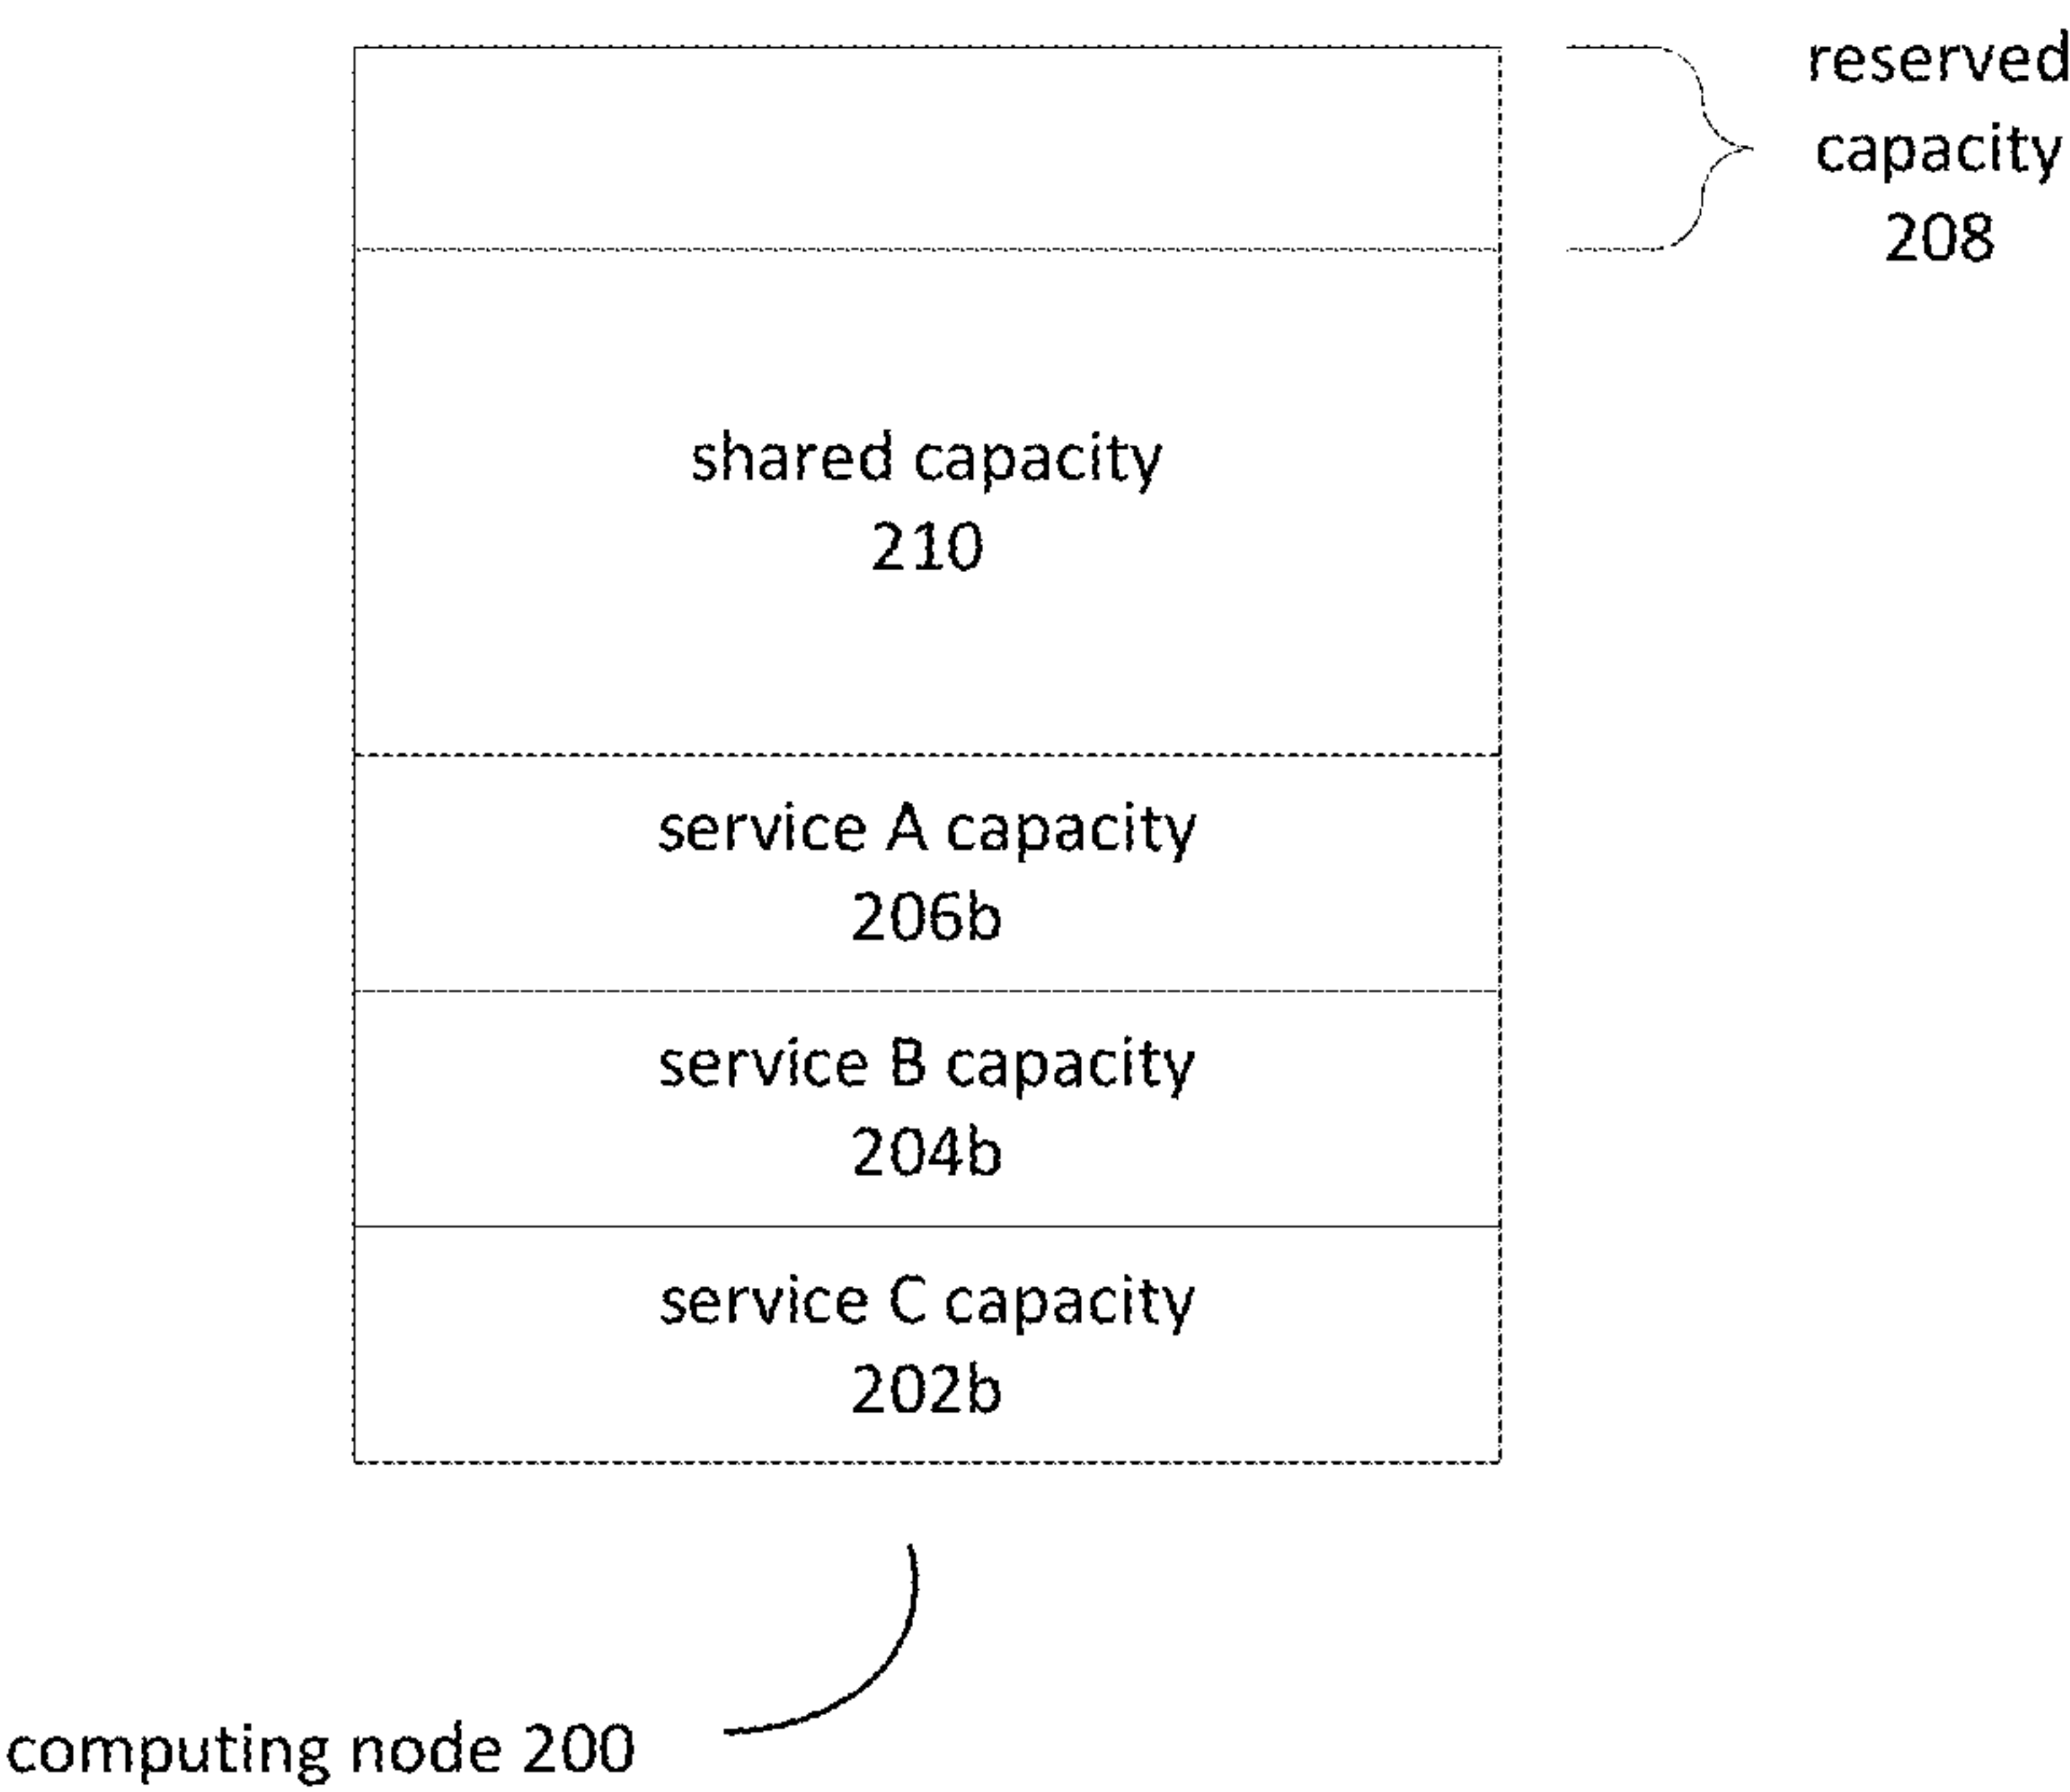 reserved
capacity
208
shared capacity
210
service A capacity
206b
service B capacity
204b
service C capacity
202b
computing node 200